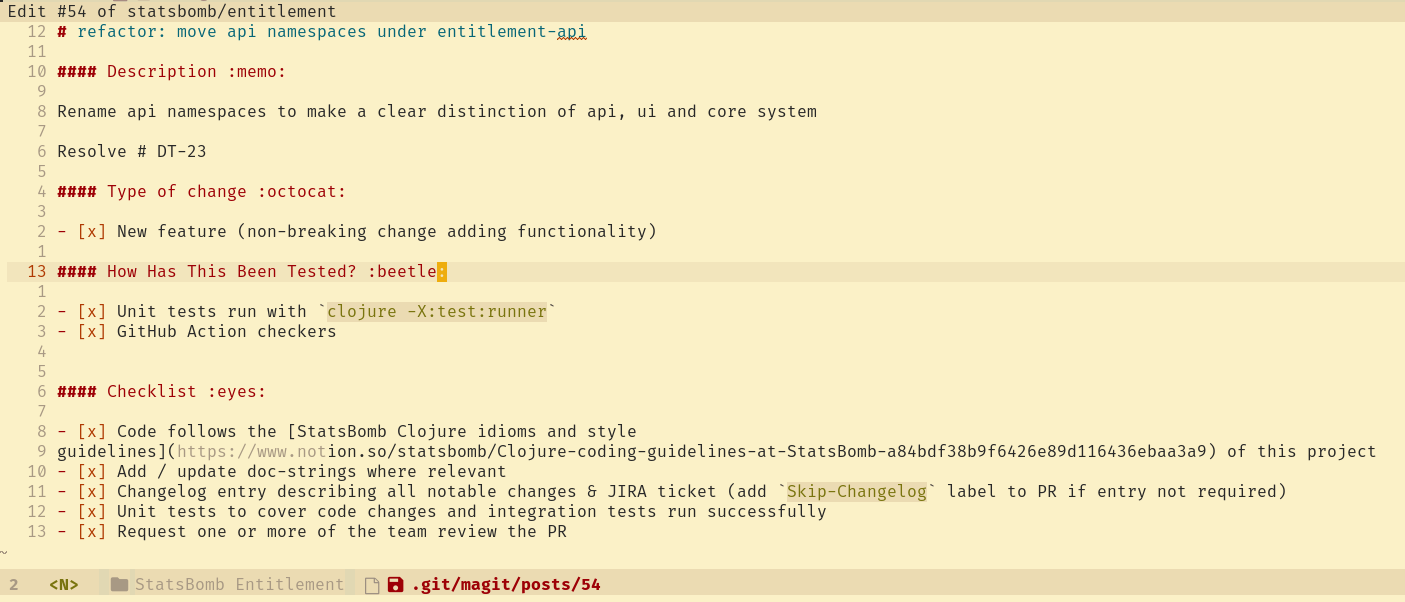 Edit #54 of statsbomb/entitlement
12 # refactor: move api namespaces under entitlement-api
11
10 #### Description :memo:
9
8 Rename api namespaces to make a clear distinction of api, ui and core system
7
6 Resolve # DT-23
5
4 #### Type of change :octocat:
3
2 - [x] New feature (non-breaking change adding functionality)
1
13 #### How Has This Been Tested? :beetle:
1
2 - [x] Unit tests run with `clojure -X:test:runner`
3 - [x] GitHub Action checkers
4
5
6 #### Checklist :eyes:
7
8 - [x] Code follows the [StatsBomb Clojure idioms and style
9 guidelines](https://www.notion.so/statsbomb/Clojure-coding-guidelines-at-StatsBomb-a84bdf38b9f6426e89d116436ebaa3a9) of this project
10 - [x] Add / update doc-strings where relevant
11 - [x] Changelog entry describing all notable changes & JIRA ticket (add `Skip-Changelog` label to PR if entry not required)
12 - [x] Unit tests to cover code changes and integration tests run successfully
13 - [x] Request one or more of the team review the PR
~
2 <N> StatsBomb Entitlement .git/magit/posts/54